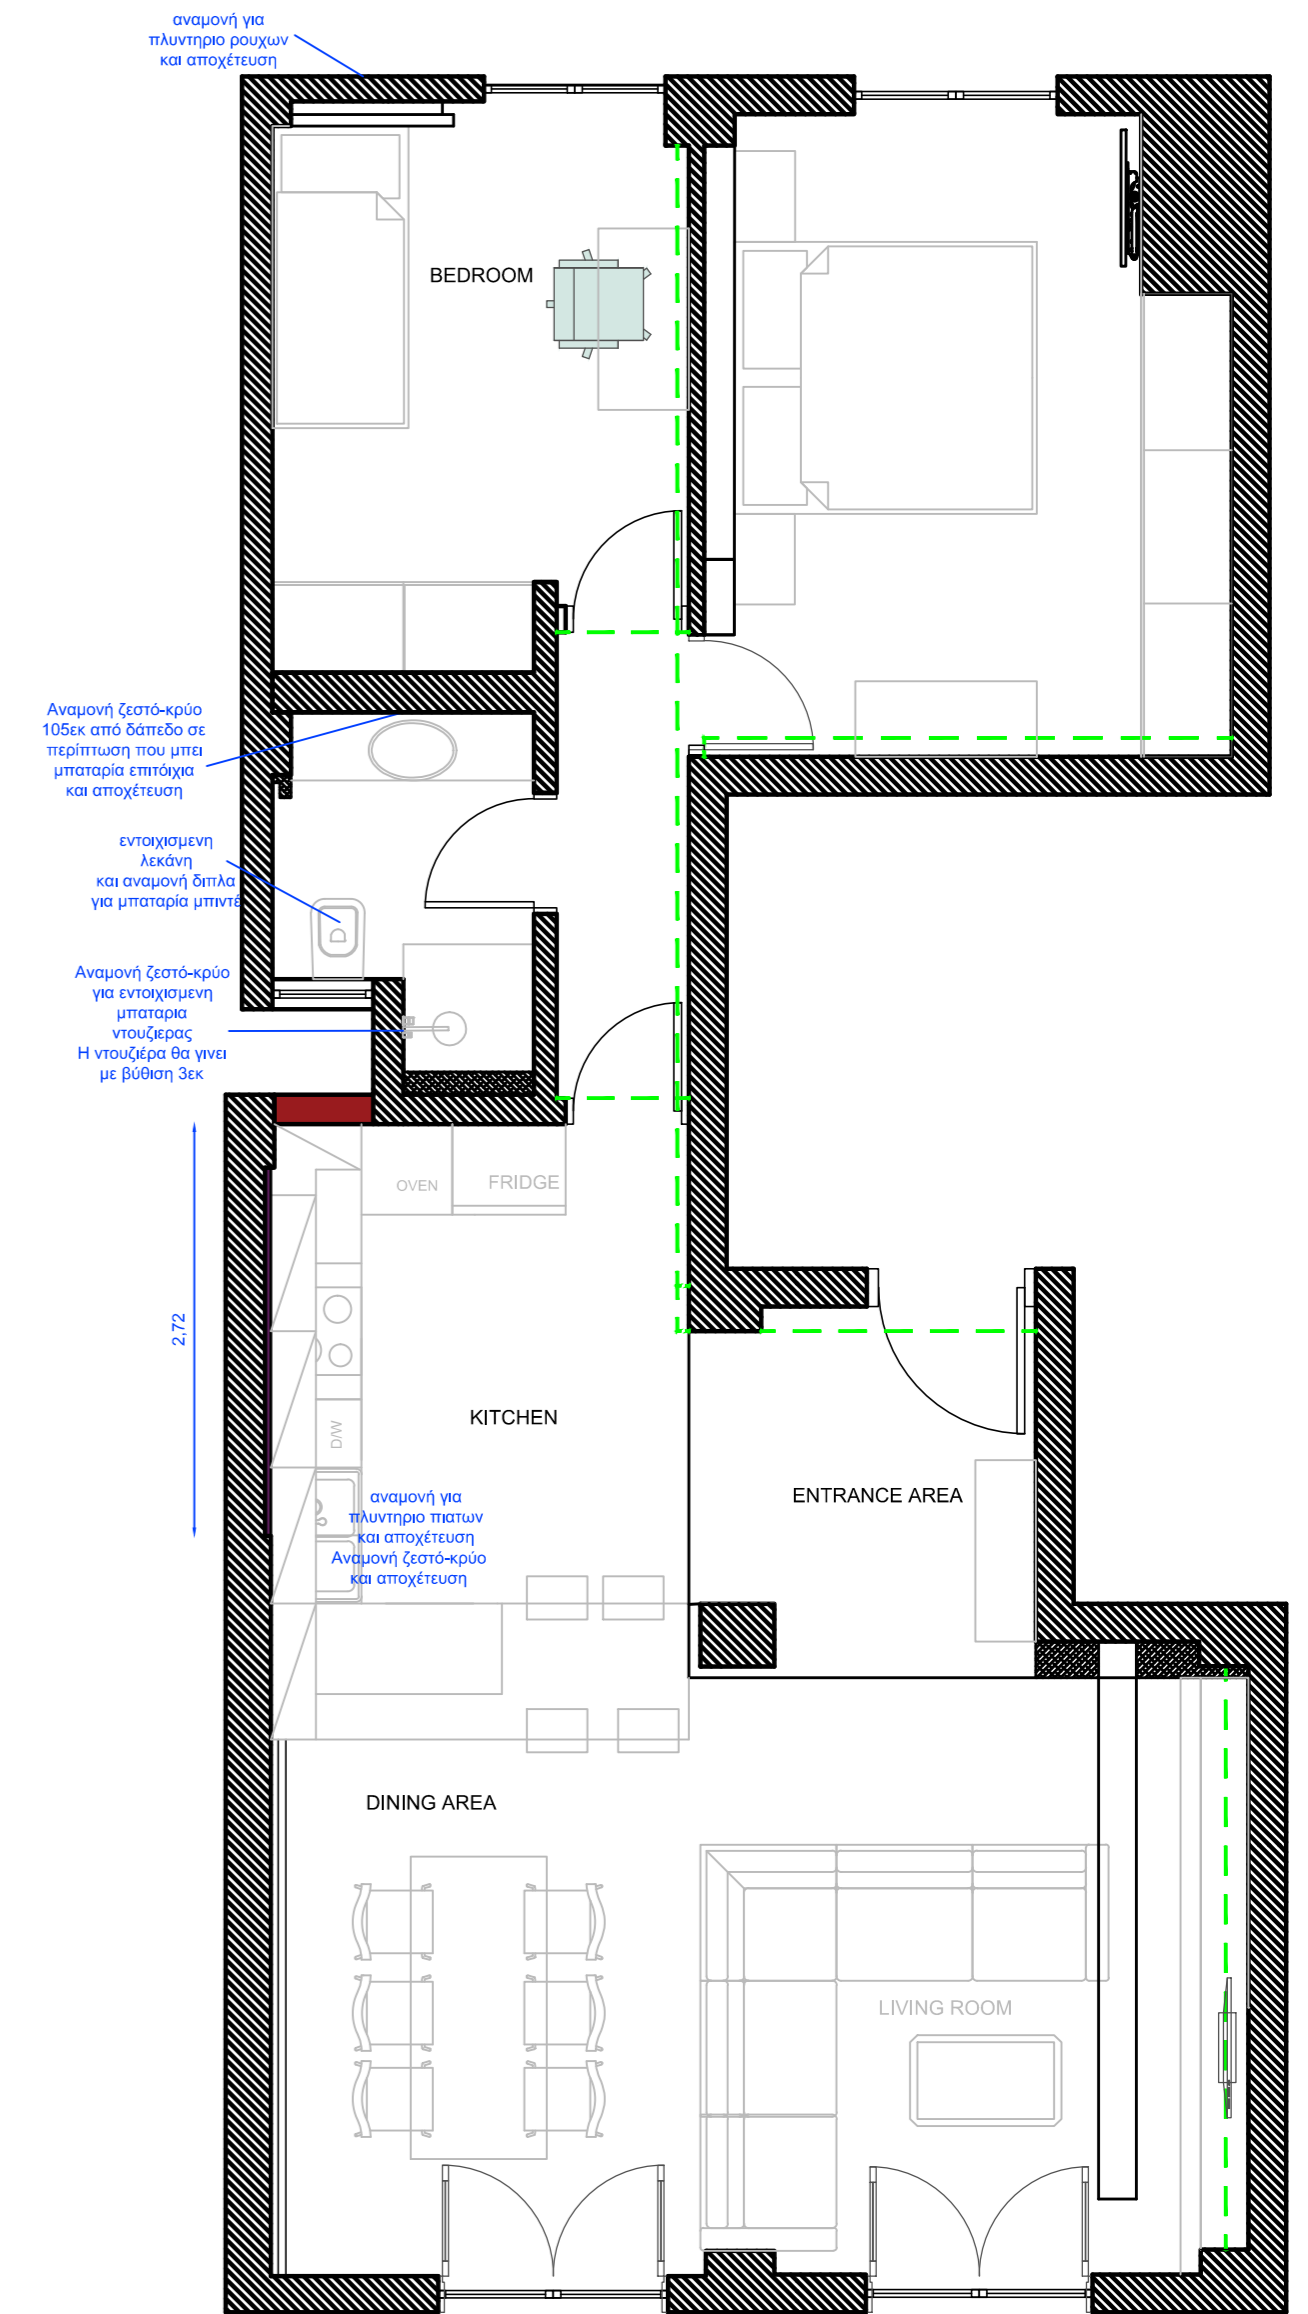 αναμονή για
πλυντηριο ρουχων
και αποχέτευση
BEDROOM
Αναμονή ζεστό-κρύο
105εκ από δάπεδο σε
περίπτωση που μπει
μπαταρία επιτόιχια
και αποχέτευση
εντοιχισμενη
λεκάνη
και αναμονή διπλα
για μπαταρία μπιντέ
Αναμονή ζεστό-κρύο
για εντοιχισμενη
μπαταρια
ντουζιερας
Η ντουζιέρα θα γινει
με βύθιση 3εκ
OVEN
FRIDGE
2,72
KITCHEN
D/W
ENTRANCE AREA
αναμονή για
πλυντηριο πιατων
και αποχέτευση
Αναμονή ζεστό-κρύο
και αποχέτευση
DINING AREA
LIVING ROOM